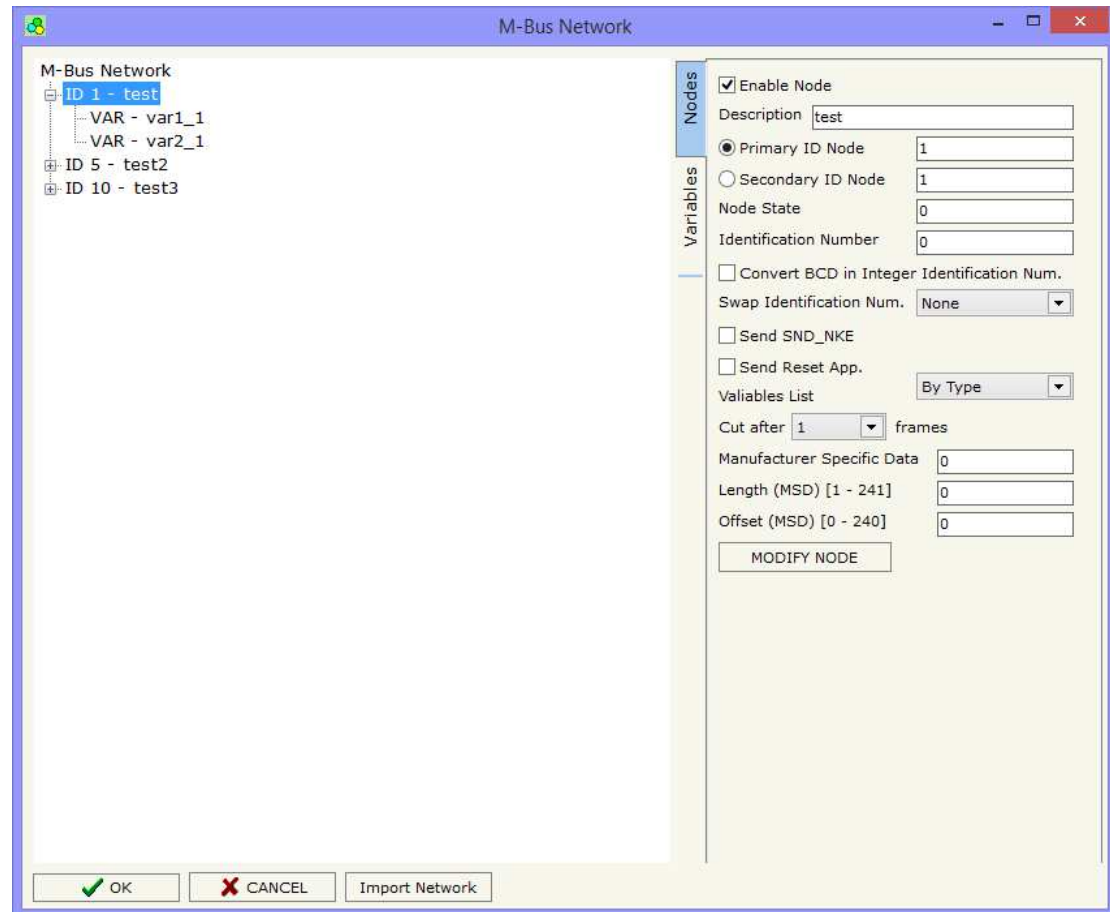 M-Bus Network
M-Bus Network
ID 1 - test
VAR - var1_1
VAR - var2_1
ID 5 - test2
ID 10 - test3
Nodes
Variables
Enable Node
Description test
Primary ID Node 1
Secondary ID Node 1
Node State 0
Identification Number 0
Convert BCD in Integer Identification Num.
Swap Identification Num. None
Send SND_NKE
Send Reset App.
Valiables List By Type
Cut after 1 frames
Manufacturer Specific Data 0
Length (MSD) [1 - 241] 0
Offset (MSD) [0 - 240] 0
MODIFY NODE
OK CANCEL Import Network